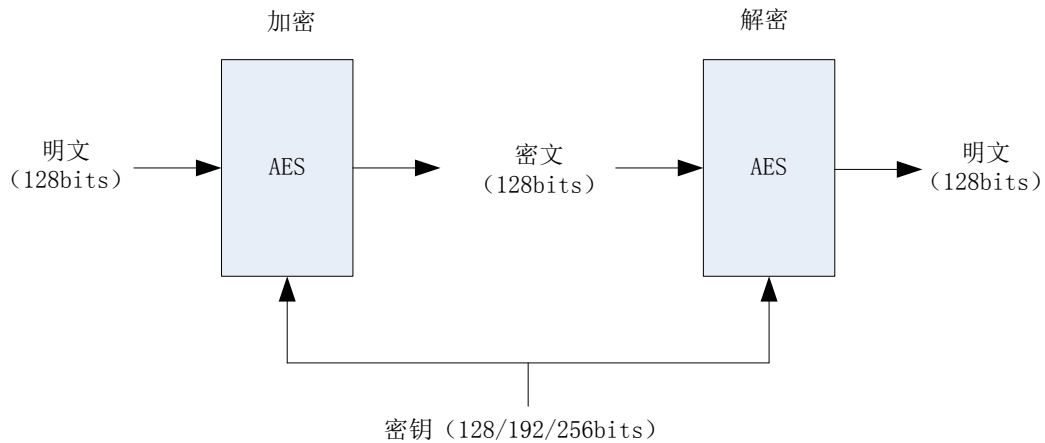 加密
解密
明文
（128bits）
AES
密文
（128bits）
AES
明文
（128bits）
密钥（128/192/256bits）